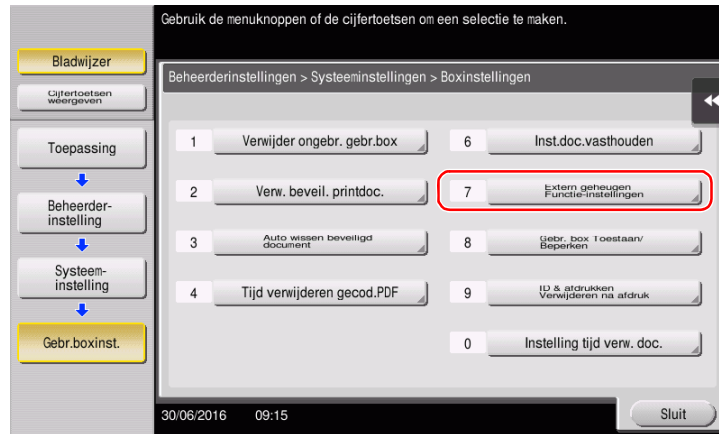 Gebruik de menuknoppen of de cijfertoetsen om een selectie te maken.
Bladwijzer
Cijfertoetsen
weergeven
Toepassing
Beheerder-
instelling
Systeem-
instelling
Gebr.boxinst.
Beheerderinstellingen > Systeeminstellingen > Boxinstellingen
1 Verwijder ongebr. gebr.box
2 Verw. beveil. printdoc.
3 Auto wissen beveiligd
document
4 Tijd verwijderen gecod.PDF
6 Inst.doc.vasthouden
7 Extern geheugen
Functie-instellingen
8 Gebr. box Toestaan/
Beperken
9 ID & afdrukken
Verwijderen na afdruk
0 Instelling tijd verw. doc.
30/06/2016 09:15
Sluit